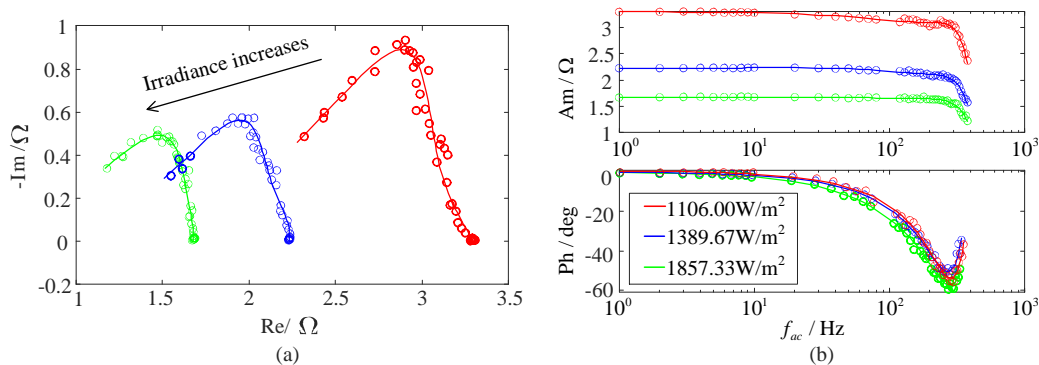 1
0.8
0.6
0.4
0.2
0
-0.2
-Im/Ω
Irradiance increases
1
1.5
2
2.5
3
3.5
Re/ Ω
(a)
3
2.5
2
1.5
1
Am/Ω
10⁰
10¹
10²
10³
0
-20
-40
-60
Ph / deg
1106.00W/m²
1389.67W/m²
1857.33W/m²
10⁰
10¹
10²
10³
f_ac / Hz
(b)